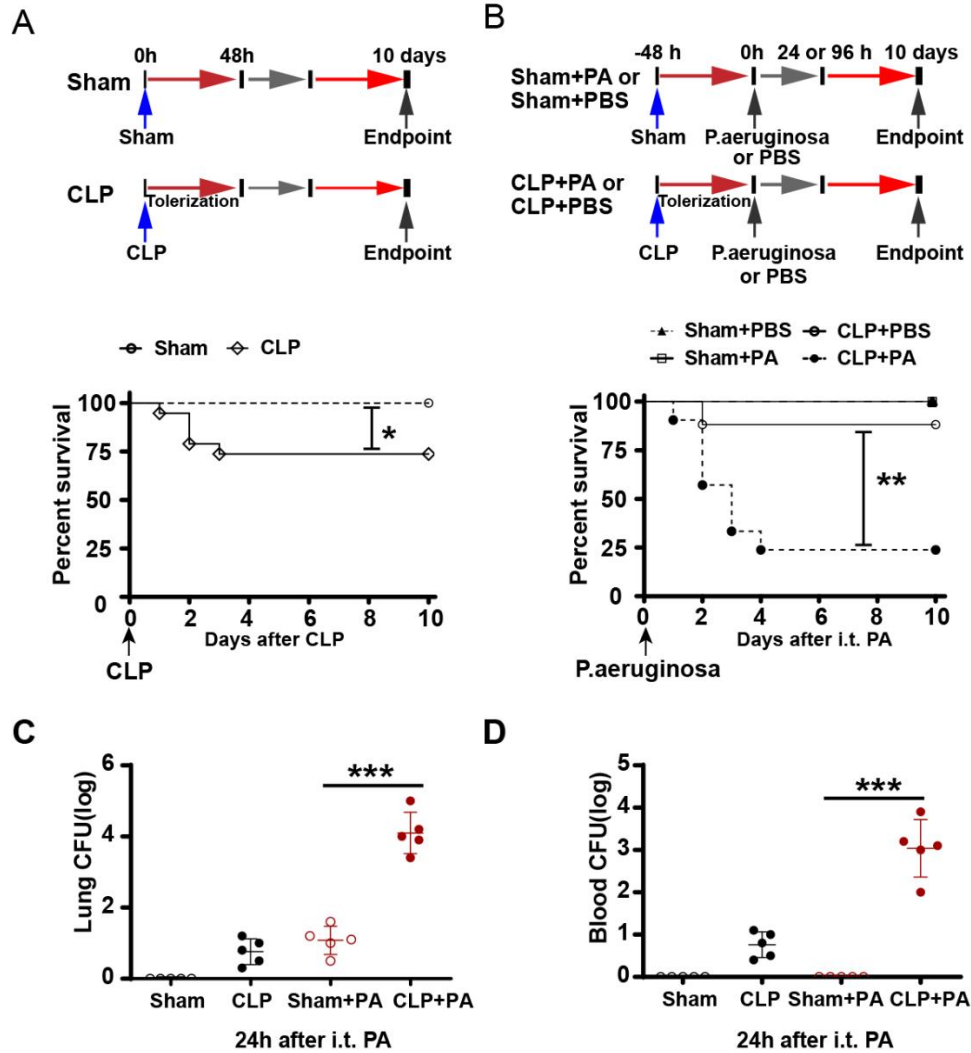 A
0h 48h 10 days
Sham
Sham Endpoint
CLP
Tolerization
CLP Endpoint
Sham CLP
100
75
50
25
0
Percent survival
*
0 2 4 6 8 10
Days after CLP
CLP
B
-48 h 0h 24 or 96 h 10 days
Sham+PA or
Sham+PBS
Sham P.aeruginosa Endpoint
or PBS
CLP+PA or
CLP+PBS
Tolerization
CLP P.aeruginosa Endpoint
or PBS
Sham+PBS CLP+PBS
Sham+PA CLP+PA
100
75
50
25
0
Percent survival
**
0 2 4 6 8 10
Days after i.t. PA
P.aeruginosa
C
Lung CFU(log)
6
4
2
0
***
Sham CLP Sham+PA CLP+PA
24h after i.t. PA
D
Blood CFU(log)
5
4
3
2
1
0
***
Sham CLP Sham+PA CLP+PA
24h after i.t. PA